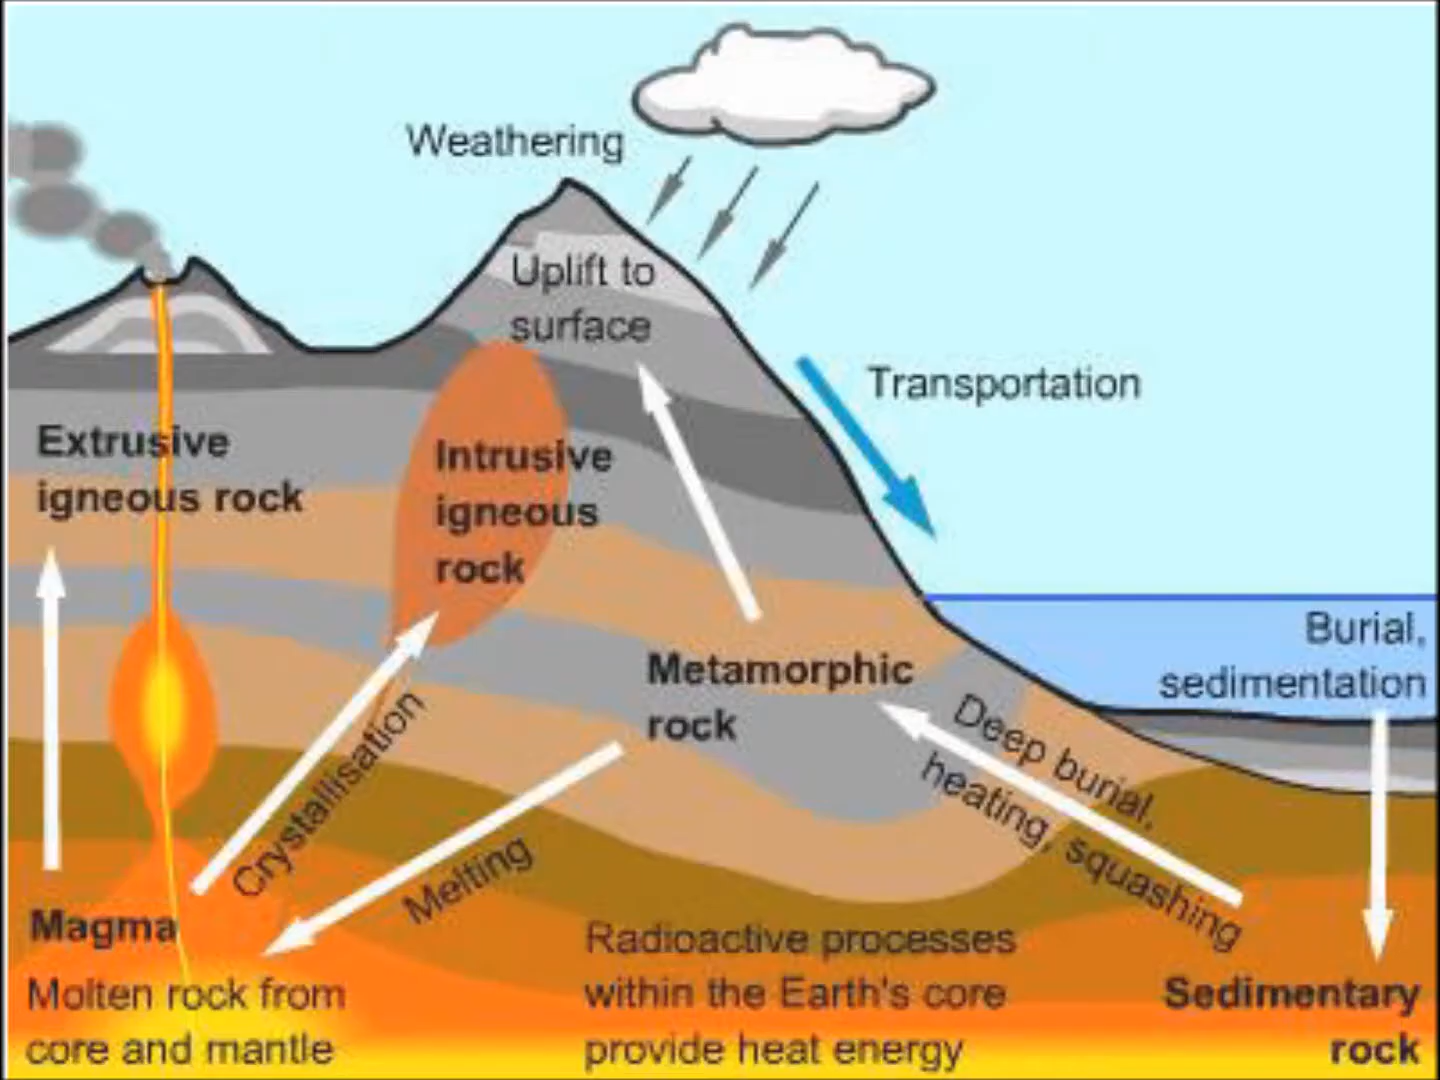 Weathering
Uplift to
surface
Transportation
Extrusive
igneous rock
Intrusive
igneous
rock
Burial,
sedimentation
Metamorphic
rock
Deep burial,
heating, squashing
Crystallisation
Melting
Magma
Molten rock from
core and mantle
Radioactive processes
within the Earth's core
provide heat energy
Sedimentary
rock